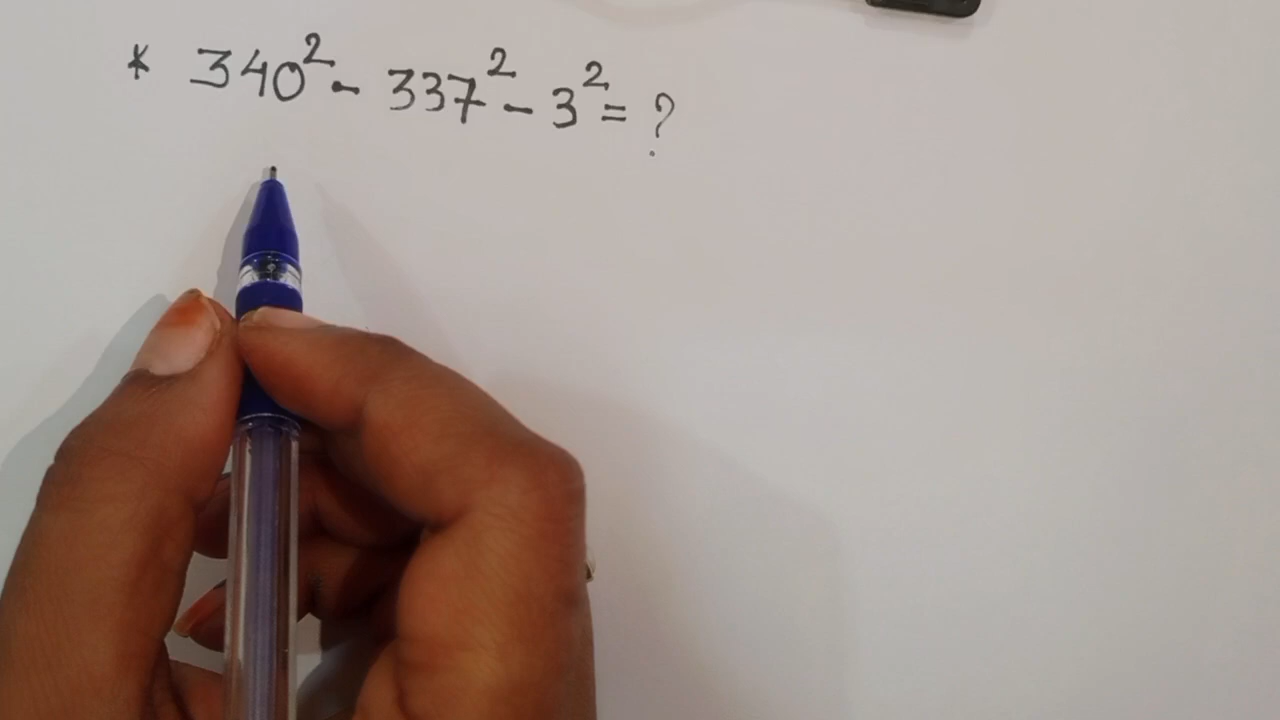 * 340² - 337² - 3² = ?